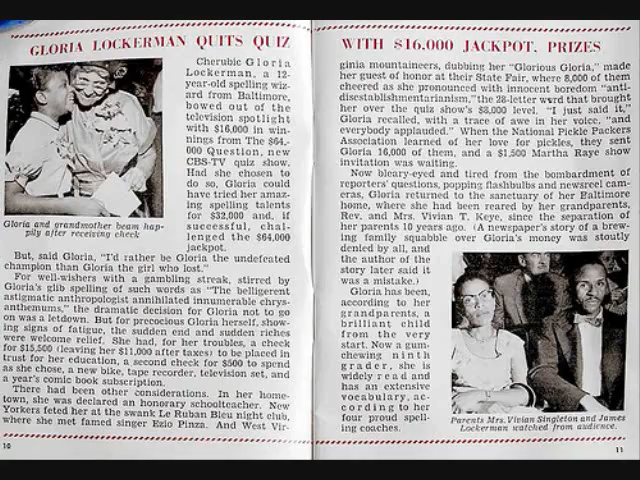 GLORIA LOCKERMAN QUITS QUIZ
Cherubic Gloria
Lockerman, a 12-
year-old spelling wiz-
ard from Baltimore,
bowed out of the
television spotlight
with $16,000 in win-
nings from The $64,-
000 Question, new
CBS-TV quiz show.
Had she chosen to
do so, Gloria could
have tried her amaz-
ing spelling talents
for $32,000 and, if
successful, chal-
lenged the $64,000
jackpot.
Gloria and grandmother beam hap-
pily after receiving check
But, said Gloria, "I'd rather be Gloria the undefeated
champion than Gloria the girl who lost."
For well-wishers with a gambling streak, stirred by
Gloria's glib spelling of such words as "The belligerent
astigmatic anthropologist annihilated innumerable chrys-
anthemums," the dramatic decision for Gloria not to go
on was a letdown. But for precocious Gloria herself, show-
ing signs of fatigue, the sudden end and sudden riches
were welcome relief. She had, for her troubles, a check
for $15,500 (leaving her $11,000 after taxes) to be placed in
trust for her education, a second check for $500 to spend
as she chose, a new bike, tape recorder, television set, and
a year's comic book subscription.
There had been other considerations. In her home-
town, she was declared an honorary schoolteacher. New
Yorkers feted her at the swank Le Ruban Bleu night club,
where she met famed singer Ezio Pinza. And West Vir-
10
WITH $16,000 JACKPOT, PRIZES
ginia mountaineers, dubbing her "Glorious Gloria," made
her guest of honor at their State Fair, where 8,000 of them
cheered as she pronounced with innocent boredom "anti-
disestablishmentarianism," the 28-letter word that brought
her over the quiz show's $8,000 level. "I just said it,"
Gloria recalled, with a trace of awe in her voice, "and
everybody applauded." When the National Pickle Packers
Association learned of her love for pickles, they sent
Gloria 16,000 of them, and a $1,500 Martha Raye show
invitation was waiting.
Now bleary-eyed and tired from the bombardment of
reporters' questions, popping flashbulbs and newsreel cam-
eras, Gloria returned to the sanctuary of her Baltimore
home, where she had been reared by her grandparents,
Rev. and Mrs. Vivian T. Keye, since the separation of
her parents 10 years ago. (A newspaper's story of a brew-
ing family squabble over Gloria's money was stoutly
denied by all, and
the author of the
story later said it
was a mistake.)
Gloria has been,
according to her
grandparents, a
brilliant child
from the very
start. Now a gum-
chewing ninth
grader, she is
widely read and
has an extensive
vocabulary, ac-
cording to her
four proud spell-
ing coaches.
Parents Mrs. Vivian Singleton and James
Lockerman watched from audience.
11